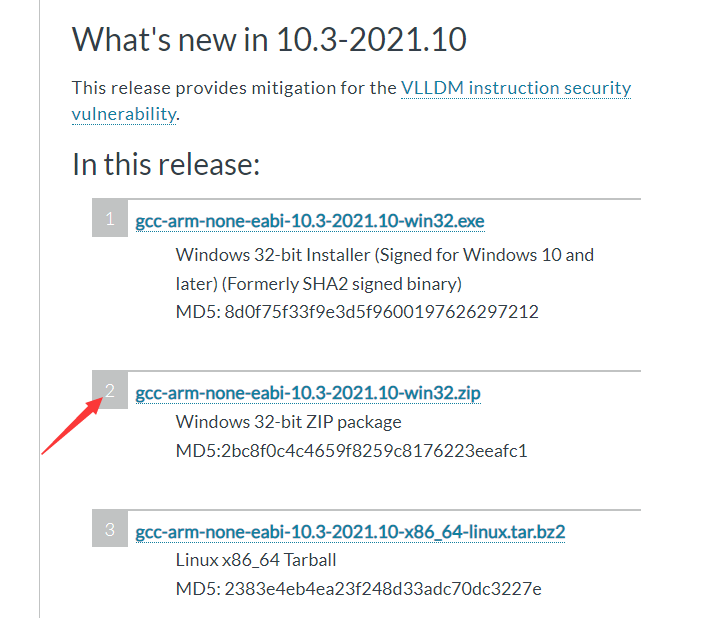 What's new in 10.3-2021.10
This release provides mitigation for the VLLDM instruction security
vulnerability.
In this release:
1
gcc-arm-none-eabi-10.3-2021.10-win32.exe
Windows 32-bit Installer (Signed for Windows 10 and
later) (Formerly SHA2 signed binary)
MD5: 8d0f75f33f9e3d5f9600197626297212
2
gcc-arm-none-eabi-10.3-2021.10-win32.zip
Windows 32-bit ZIP package
MD5:2bc8f0c4c4659f8259c8176223eeafc1
3
gcc-arm-none-eabi-10.3-2021.10-x86_64-linux.tar.bz2
Linux x86_64 Tarball
MD5: 2383e4eb4ea23f248d33adc70dc3227e